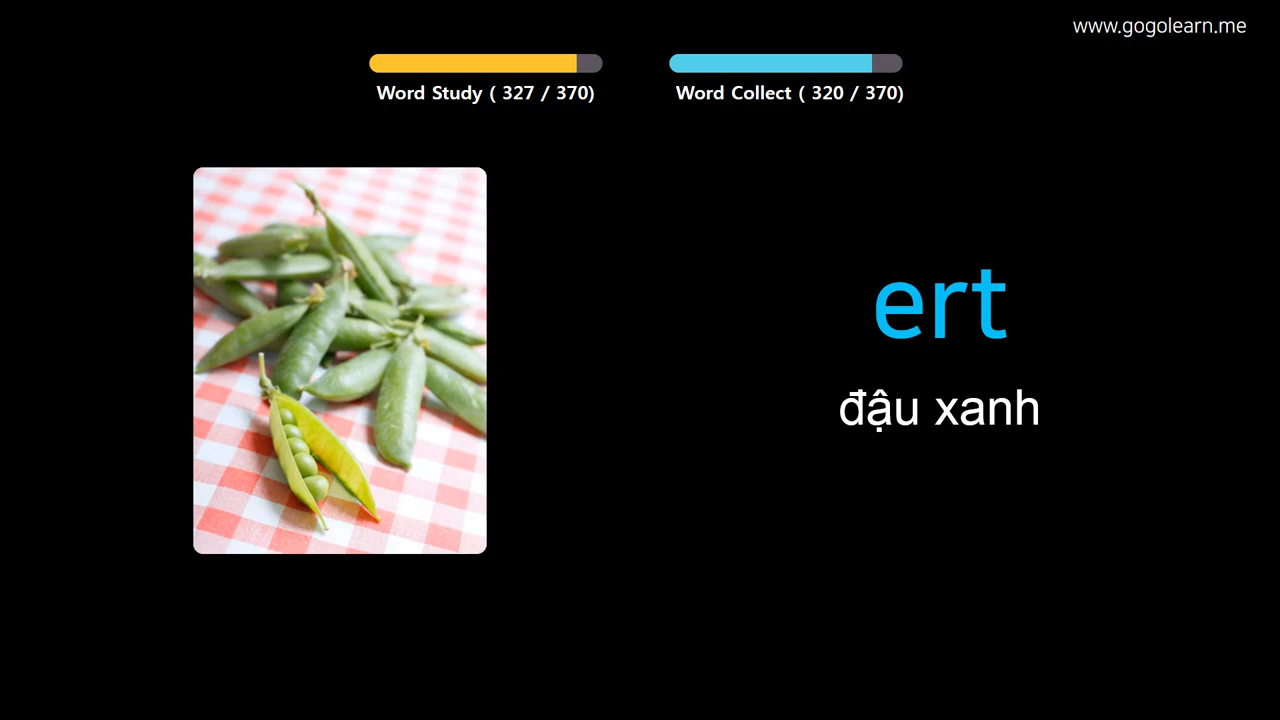 www.gogolearn.me
Word Study ( 327 / 370)
Word Collect ( 320 / 370)
ert
đậu xanh